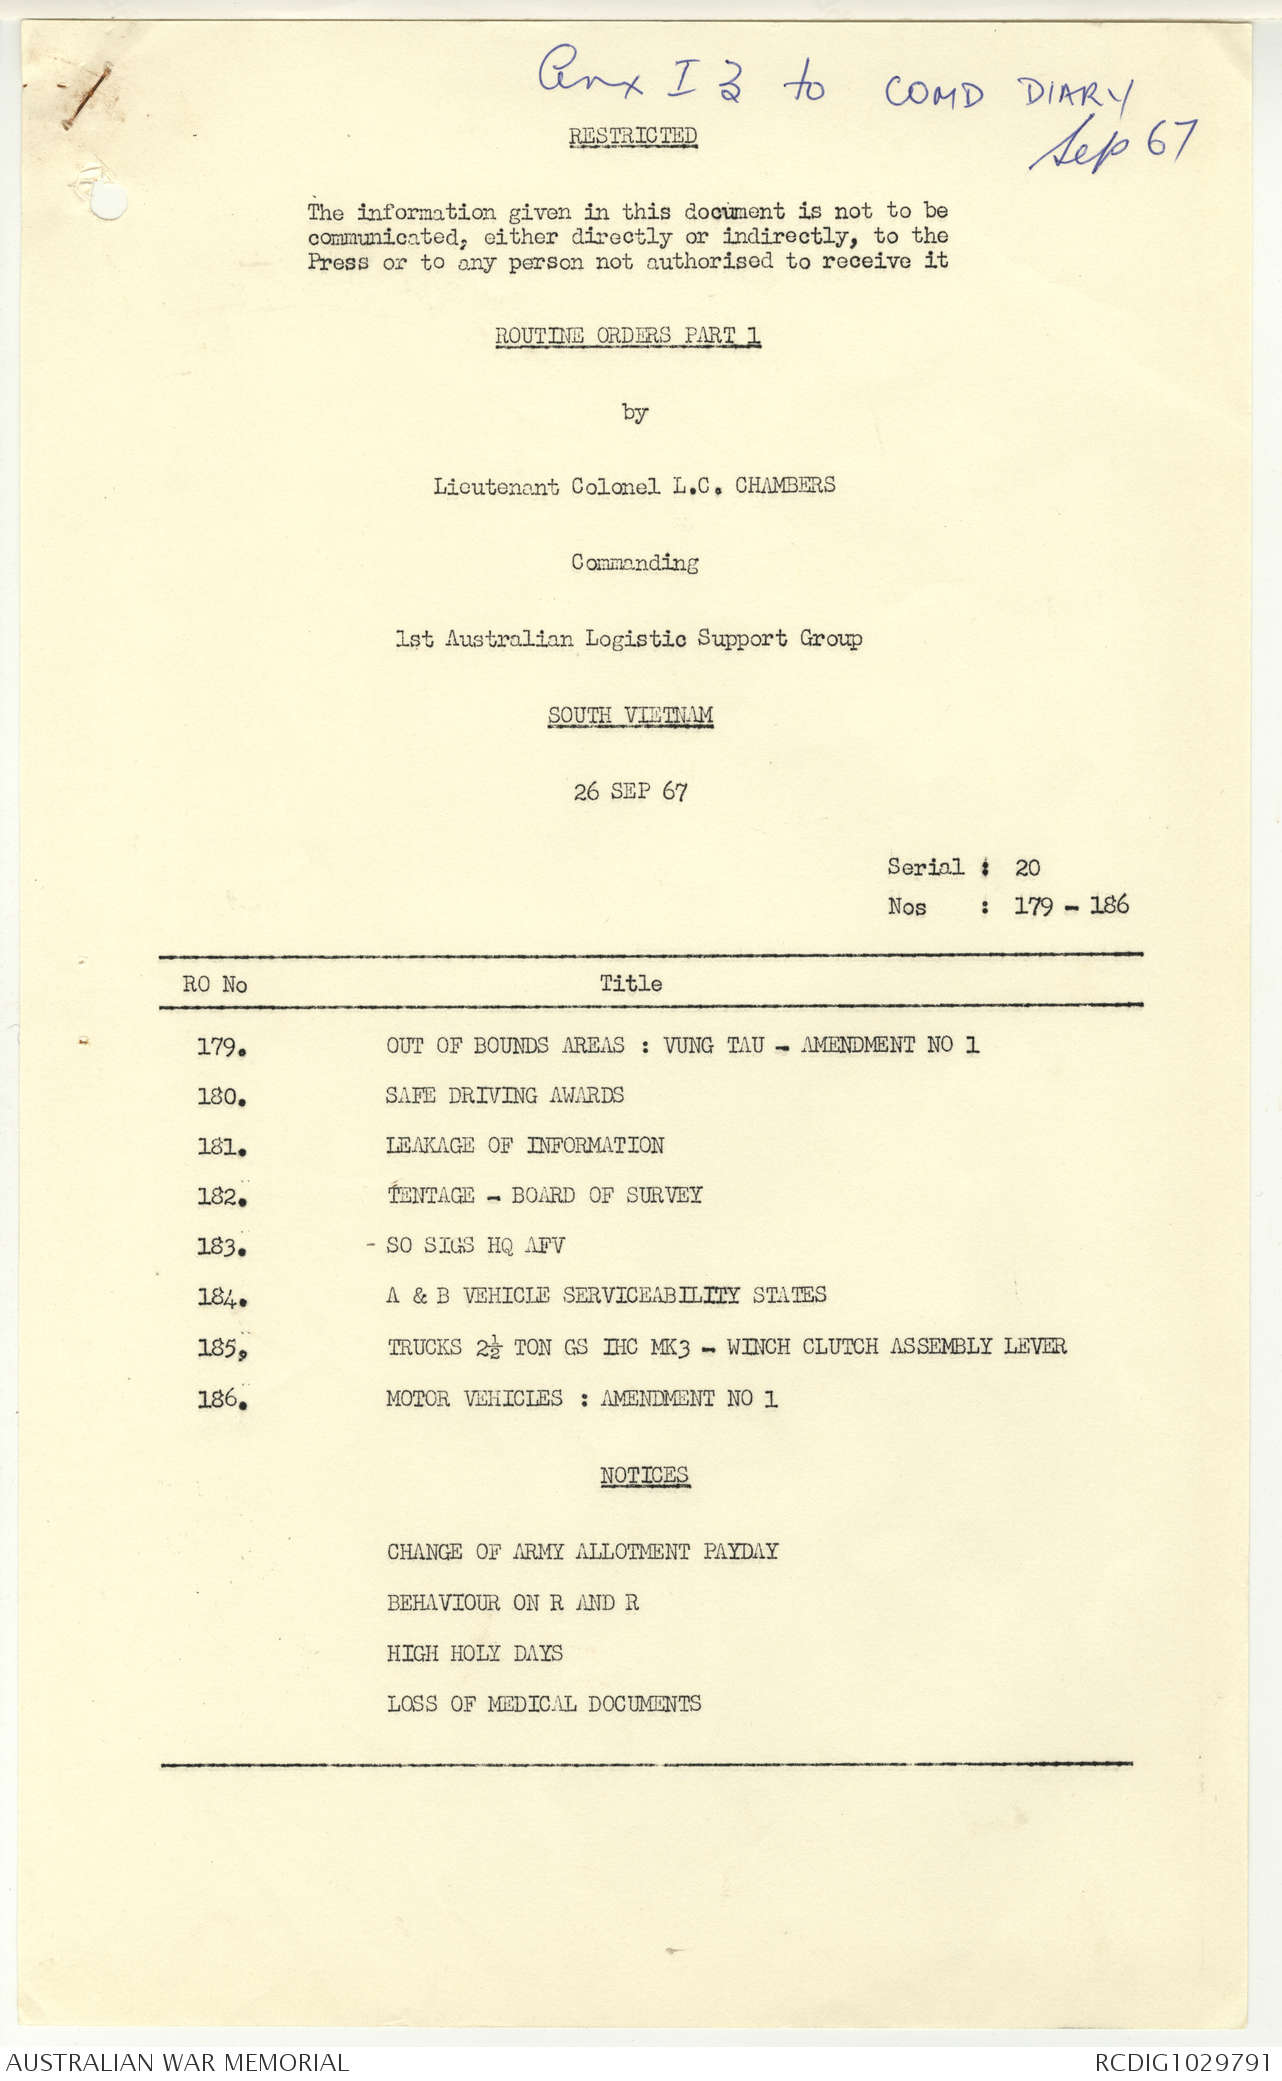 Anx I 3 to COMD DIARY
Sep 67
RESTRICTED
The information given in this document is not to be
communicated, either directly or indirectly, to the
Press or to any person not authorised to receive it
ROUTINE ORDERS PART 1
by
Lieutenant Colonel L.C. CHAMBERS
Commanding
1st Australian Logistic Support Group
SOUTH VIETNAM
26 SEP 67
Serial : 20
Nos : 179 - 186
RO No Title
179. OUT OF BOUNDS AREAS : VUNG TAU - AMENDMENT NO 1
180. SAFE DRIVING AWARDS
181. LEAKAGE OF INFORMATION
182. TENTAGE - BOARD OF SURVEY
183. - SO SIGS HQ AFV
184. A & B VEHICLE SERVICEABILITY STATES
185, TRUCKS 2½ TON GS IHC MK3 - WINCH CLUTCH ASSEMBLY LEVER
186. MOTOR VEHICLES : AMENDMENT NO 1
NOTICES
CHANGE OF ARMY ALLOTMENT PAYDAY
BEHAVIOUR ON R AND R
HIGH HOLY DAYS
LOSS OF MEDICAL DOCUMENTS
AUSTRALIAN WAR MEMORIAL
RCDIG1029791